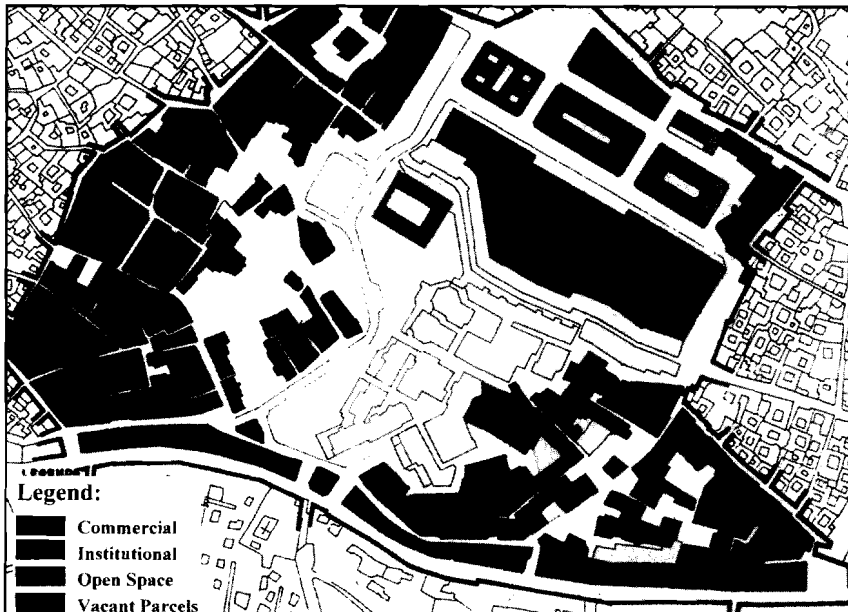 Legend:
Commercial
Institutional
Open Space
Vacant Parcels